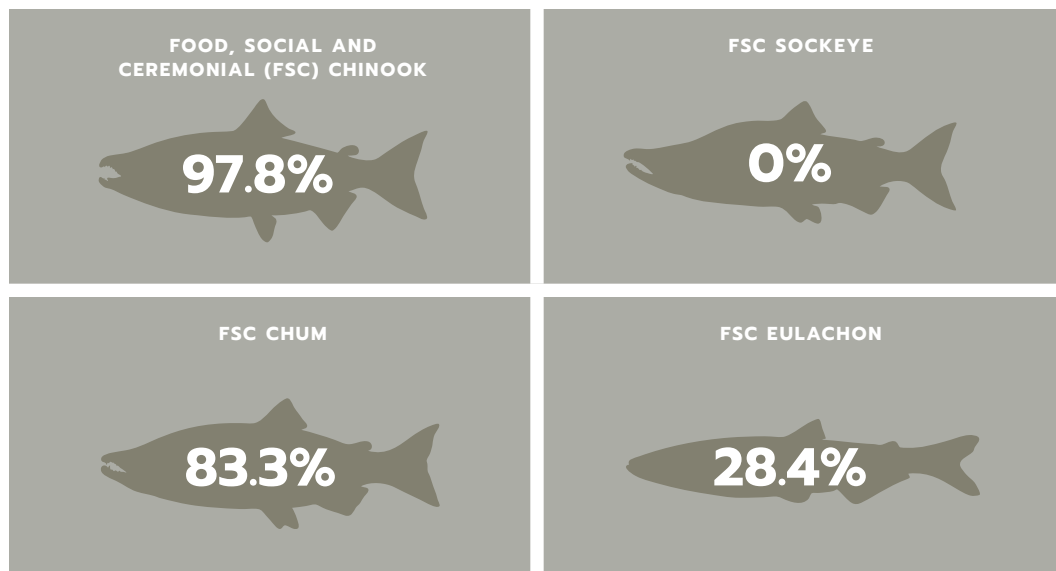 FOOD, SOCIAL AND
CEREMONIAL (FSC) CHINOOK
97.8%
FSC SOCKEYE
0%
FSC CHUM
83.3%
FSC EULACHON
28.4%